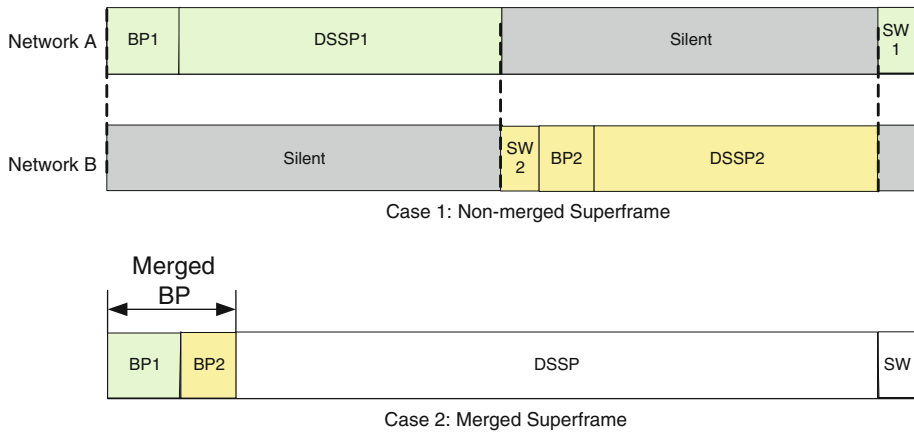 Network A
BP1
DSSP1
Silent
SW
1
Network B
Silent
SW
2
BP2
DSSP2
Case 1: Non-merged Superframe
Merged
BP
BP1
BP2
DSSP
SW
Case 2: Merged Superframe